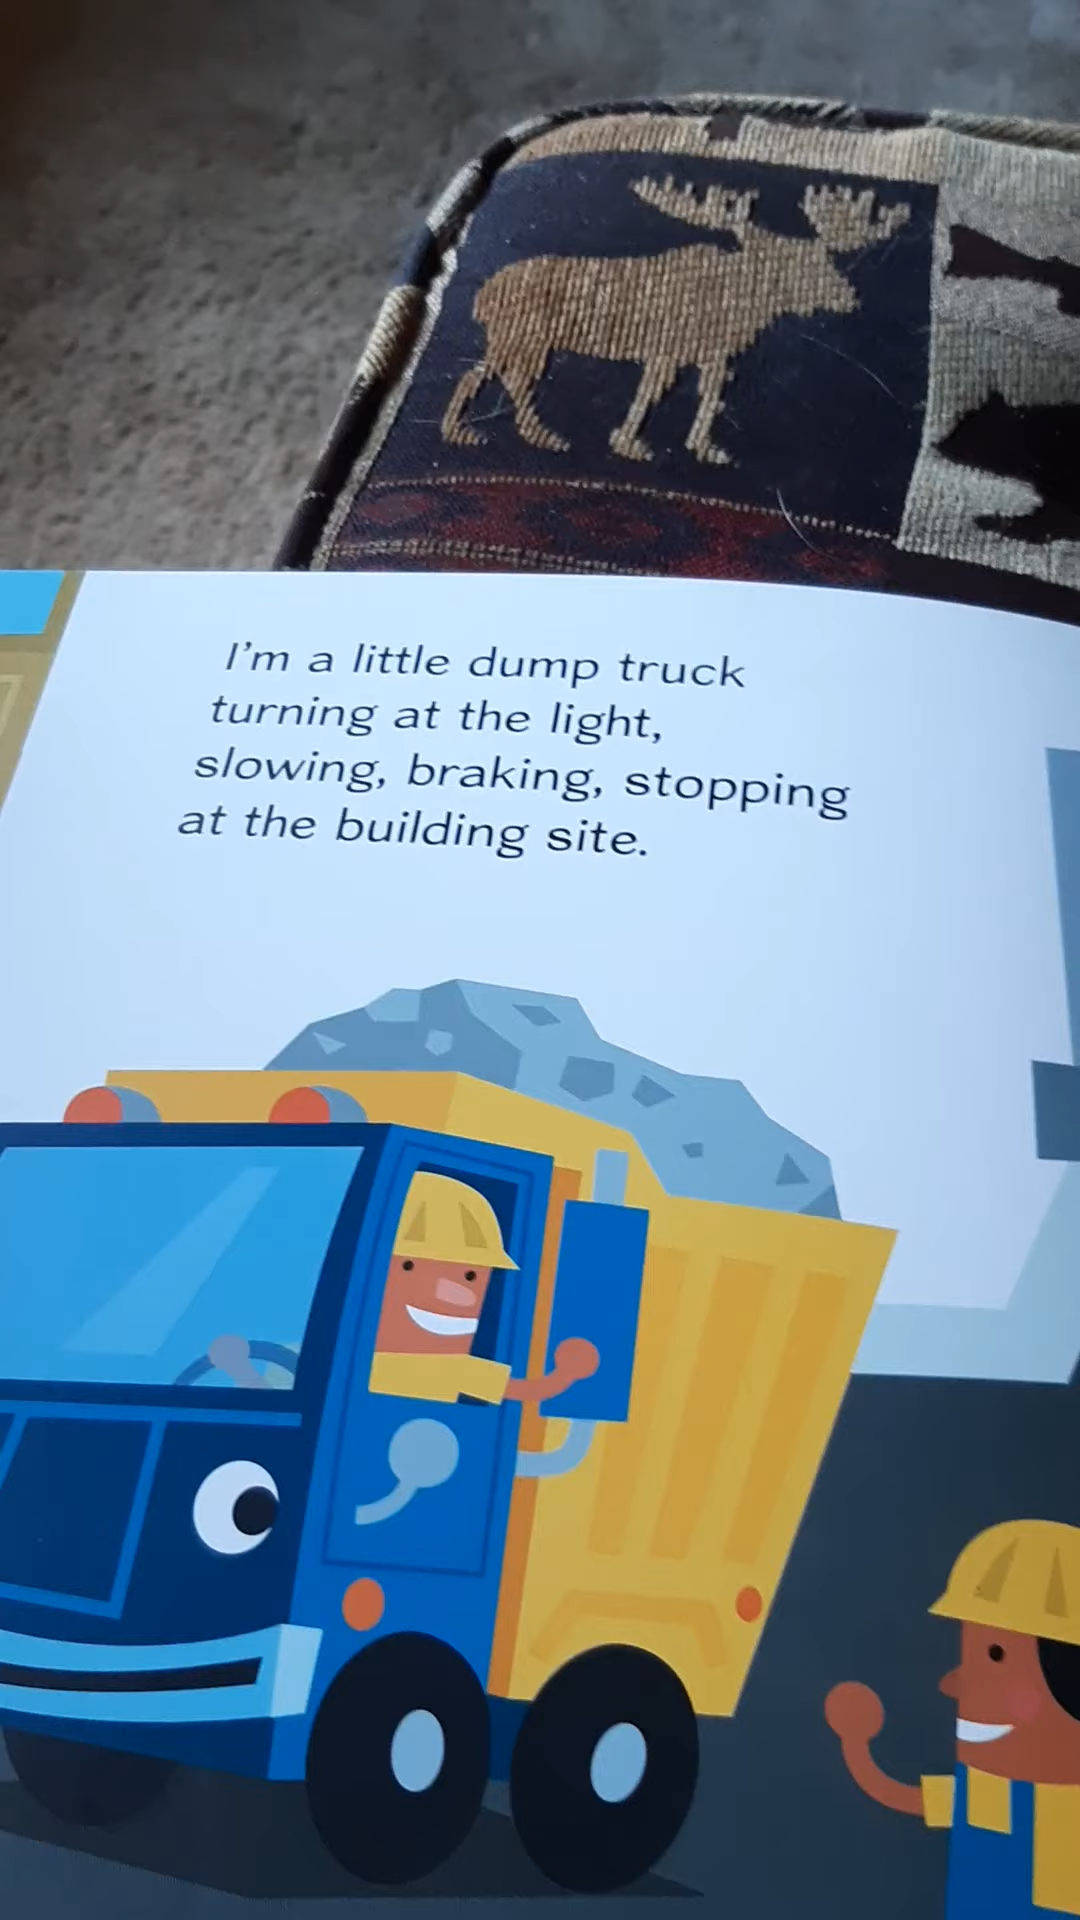 I'm a little dump truck
turning at the light,
slowing, braking, stopping
at the building site.